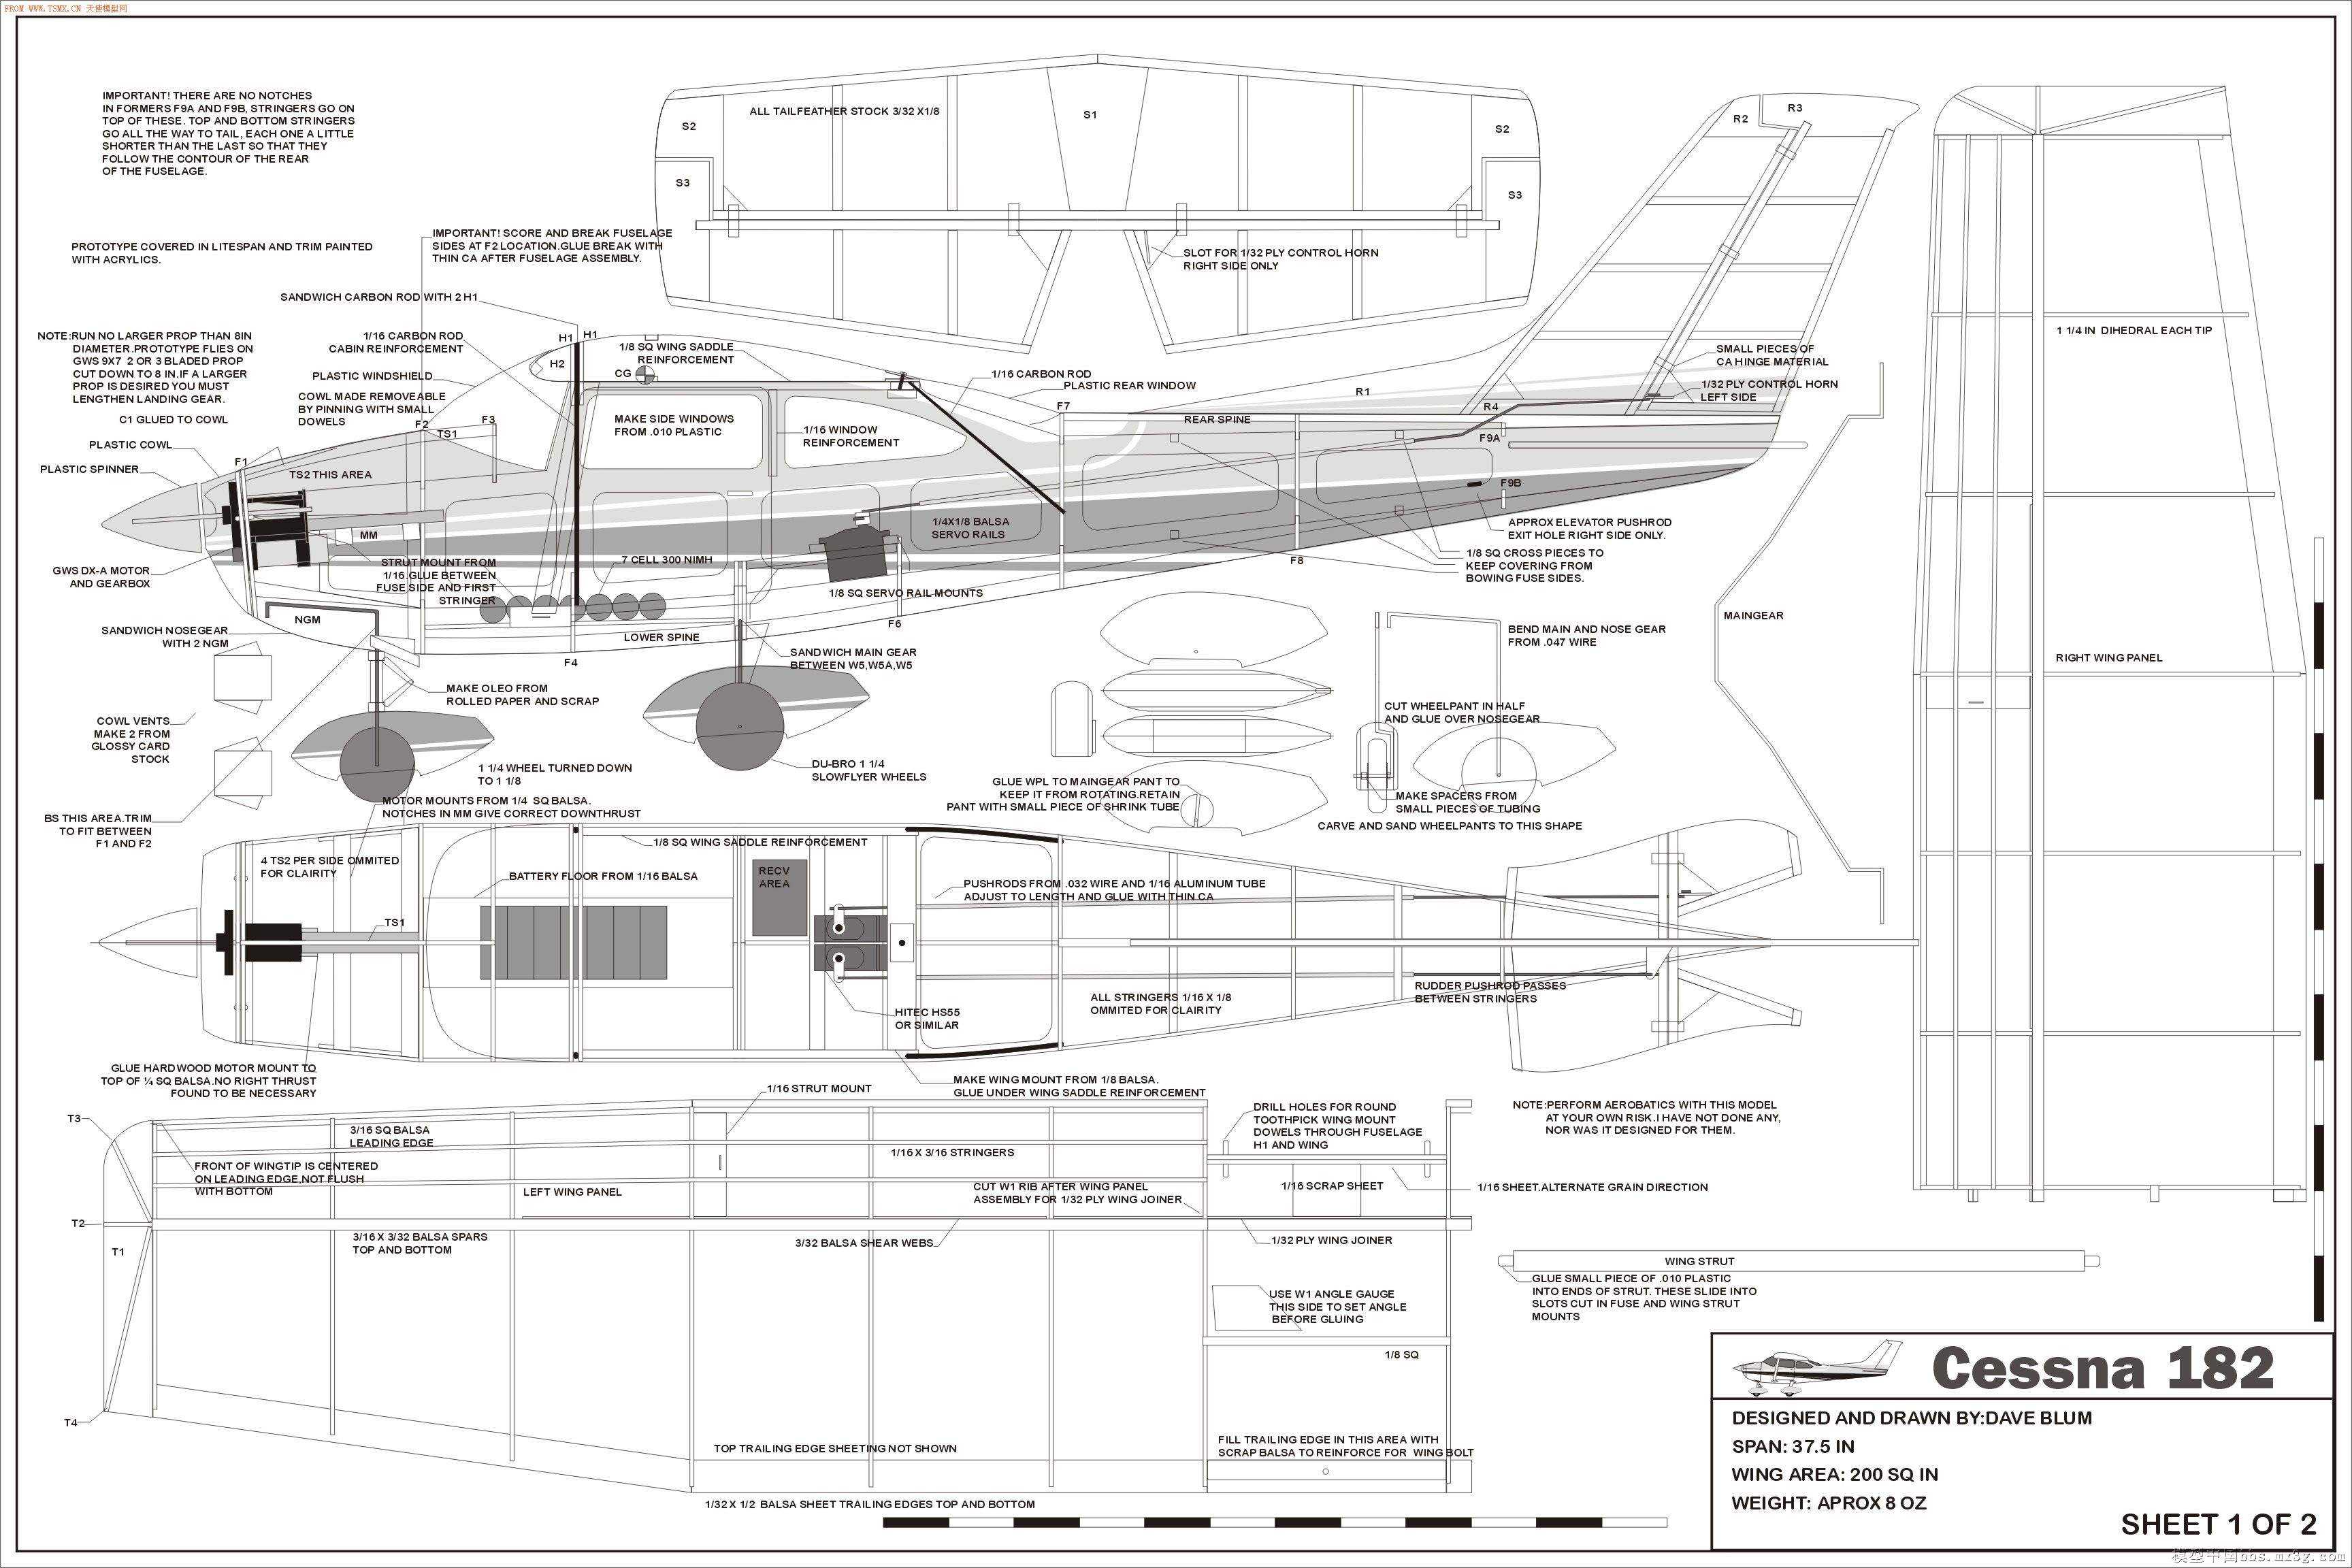 FROM WWW.TSMX.CN 天使模型网
IMPORTANT! THERE ARE NO NOTCHES
IN FORMERS F9A AND F9B, STRINGERS GO ON
TOP OF THESE. TOP AND BOTTOM STRINGERS
GO ALL THE WAY TO TAIL, EACH ONE A LITTLE
SHORTER THAN THE LAST SO THAT THEY
FOLLOW THE CONTOUR OF THE REAR
OF THE FUSELAGE.
PROTOTYPE COVERED IN LITESPAN AND TRIM PAINTED
WITH ACRYLICS.
IMPORTANT! SCORE AND BREAK FUSELAGE
SIDES AT F2 LOCATION.GLUE BREAK WITH
THIN CA AFTER FUSELAGE ASSEMBLY.
SANDWICH CARBON ROD WITH 2 H1
NOTE:RUN NO LARGER PROP THAN 8IN
DIAMETER.PROTOTYPE FLIES ON
GWS 9X7 2 OR 3 BLADED PROP
CUT DOWN TO 8 IN.IF A LARGER
PROP IS DESIRED YOU MUST
LENGTHEN LANDING GEAR.
1/16 CARBON ROD
CABIN REINFORCEMENT
PLASTIC WINDSHIELD
COWL MADE REMOVEABLE
BY PINNING WITH SMALL
DOWELS
C1 GLUED TO COWL
PLASTIC COWL
PLASTIC SPINNER
F1
TS2 THIS AREA
F2
TS1
F3
H1
H1
H2
1/8 SQ WING SADDLE
REINFORCEMENT
CG
MAKE SIDE WINDOWS
FROM .010 PLASTIC
1/16 WINDOW
REINFORCEMENT
1/16 CARBON ROD
PLASTIC REAR WINDOW
F7
REAR SPINE
R1
R4
F9A
F9B
F8
ALL TAILFEATHER STOCK 3/32 X1/8
S1
S2
S2
S3
S3
SLOT FOR 1/32 PLY CONTROL HORN
RIGHT SIDE ONLY
R2
R3
SMALL PIECES OF
CA HINGE MATERIAL
1/32 PLY CONTROL HORN
LEFT SIDE
1 1/4 IN DIHEDRAL EACH TIP
RIGHT WING PANEL
MM
GWS DX-A MOTOR
AND GEARBOX
STRUT MOUNT FROM
1/16.GLUE BETWEEN
FUSE SIDE AND FIRST
STRINGER
7 CELL 300 NIMH
1/4X1/8 BALSA
SERVO RAILS
1/8 SQ SERVO RAIL MOUNTS
F6
APPROX ELEVATOR PUSHROD
EXIT HOLE RIGHT SIDE ONLY.
1/8 SQ CROSS PIECES TO
KEEP COVERING FROM
BOWING FUSE SIDES.
NGM
SANDWICH NOSEGEAR
WITH 2 NGM
LOWER SPINE
F4
SANDWICH MAIN GEAR
BETWEEN W5,W5A,W5
MAKE OLEO FROM
ROLLED PAPER AND SCRAP
MAINGEAR
BEND MAIN AND NOSE GEAR
FROM .047 WIRE
COWL VENTS
MAKE 2 FROM
GLOSSY CARD
STOCK
CUT WHEELPANT IN HALF
AND GLUE OVER NOSEGEAR
1 1/4 WHEEL TURNED DOWN
TO 1 1/8
DU-BRO 1 1/4
SLOWFLYER WHEELS
GLUE WPL TO MAINGEAR PANT TO
KEEP IT FROM ROTATING.RETAIN
PANT WITH SMALL PIECE OF SHRINK TUBE
MAKE SPACERS FROM
SMALL PIECES OF TUBING
CARVE AND SAND WHEELPANTS TO THIS SHAPE
BS THIS AREA.TRIM
TO FIT BETWEEN
F1 AND F2
MOTOR MOUNTS FROM 1/4 SQ BALSA.
NOTCHES IN MM GIVE CORRECT DOWNTHRUST
1/8 SQ WING SADDLE REINFORCEMENT
4 TS2 PER SIDE OMMITED
FOR CLAIRITY
BATTERY FLOOR FROM 1/16 BALSA
RECV
AREA
PUSHRODS FROM .032 WIRE AND 1/16 ALUMINUM TUBE
ADJUST TO LENGTH AND GLUE WITH THIN CA
TS1
HITEC HS55
OR SIMILAR
ALL STRINGERS 1/16 X 1/8
OMMITED FOR CLAIRITY
RUDDER PUSHROD PASSES
BETWEEN STRINGERS
GLUE HARDWOOD MOTOR MOUNT TO
TOP OF ¼ SQ BALSA.NO RIGHT THRUST
FOUND TO BE NECESSARY
MAKE WING MOUNT FROM 1/8 BALSA.
GLUE UNDER WING SADDLE REINFORCEMENT
1/16 STRUT MOUNT
T3
3/16 SQ BALSA
LEADING EDGE
FRONT OF WINGTIP IS CENTERED
ON LEADING EDGE,NOT FLUSH
WITH BOTTOM
1/16 X 3/16 STRINGERS
LEFT WING PANEL
CUT W1 RIB AFTER WING PANEL
ASSEMBLY FOR 1/32 PLY WING JOINER
DRILL HOLES FOR ROUND
TOOTHPICK WING MOUNT
DOWELS THROUGH FUSELAGE
H1 AND WING
1/16 SCRAP SHEET
1/16 SHEET.ALTERNATE GRAIN DIRECTION
NOTE:PERFORM AEROBATICS WITH THIS MODEL
AT YOUR OWN RISK.I HAVE NOT DONE ANY,
NOR WAS IT DESIGNED FOR THEM.
T2
T1
3/16 X 3/32 BALSA SPARS
TOP AND BOTTOM
3/32 BALSA SHEAR WEBS
1/32 PLY WING JOINER
WING STRUT
GLUE SMALL PIECE OF .010 PLASTIC
INTO ENDS OF STRUT. THESE SLIDE INTO
SLOTS CUT IN FUSE AND WING STRUT
MOUNTS
USE W1 ANGLE GAUGE
THIS SIDE TO SET ANGLE
BEFORE GLUING
1/8 SQ
T4
TOP TRAILING EDGE SHEETING NOT SHOWN
FILL TRAILING EDGE IN THIS AREA WITH
SCRAP BALSA TO REINFORCE FOR WING BOLT
1/32 X 1/2 BALSA SHEET TRAILING EDGES TOP AND BOTTOM
Cessna 182
DESIGNED AND DRAWN BY:DAVE BLUM
SPAN: 37.5 IN
WING AREA: 200 SQ IN
WEIGHT: APROX 8 OZ
SHEET 1 OF 2
模型中国bbs.mx3g.com